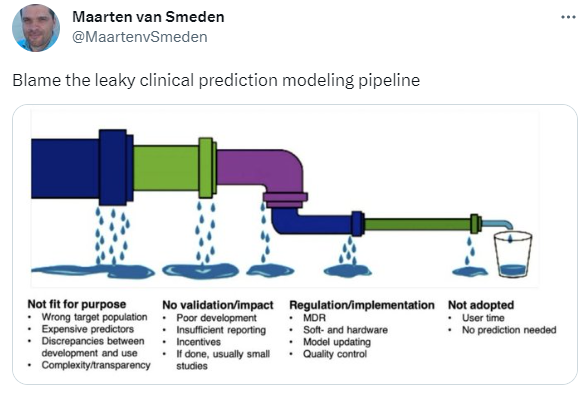 Maarten van Smeden
@MaartenvSmeden
Blame the leaky clinical prediction modeling pipeline
Not fit for purpose
• Wrong target population
• Expensive predictors
• Discrepancies between
development and use
• Complexity/transparency
No validation/impact
• Poor development
• Insufficient reporting
• Incentives
• If done, usually small
studies
Regulation/implementation
• MDR
• Soft- and hardware
• Model updating
• Quality control
Not adopted
• User time
• No prediction needed